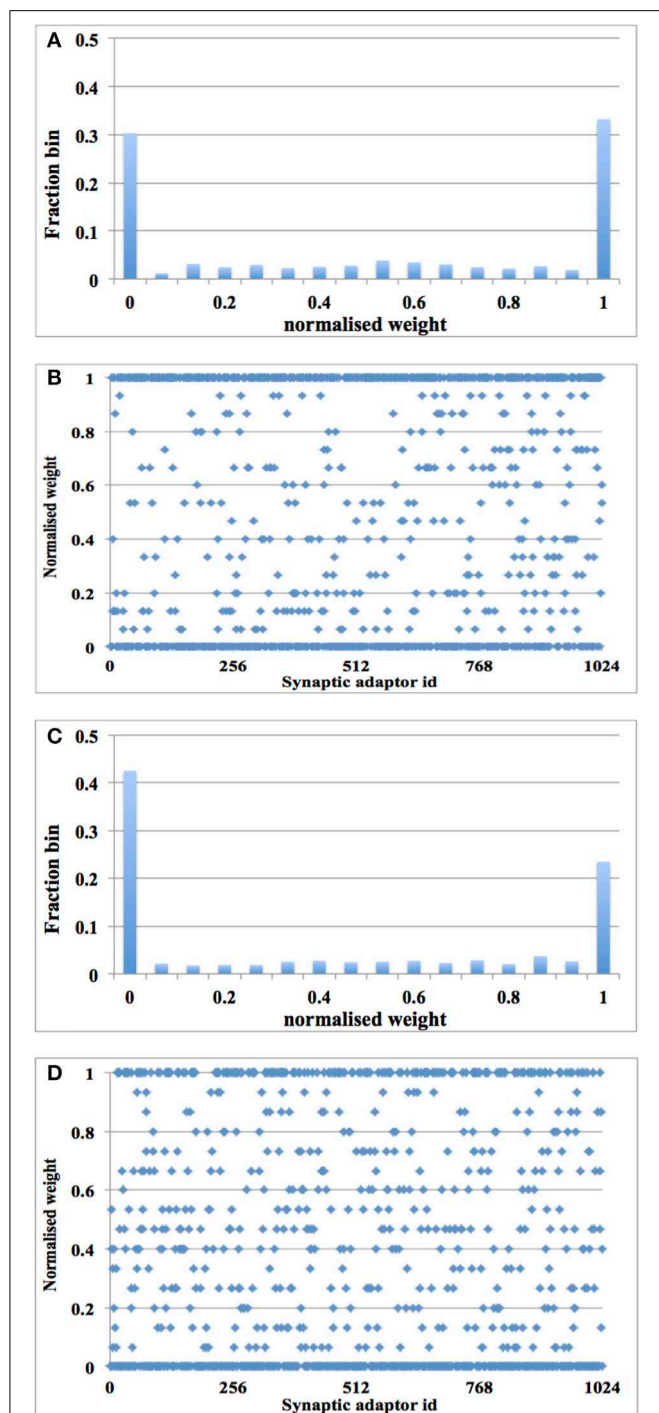 A
0.5
0.4
0.3
0.2
0.1
0
Fraction bin
0 0.2 0.4 0.6 0.8 1
normalised weight
B
1
0.8
0.6
0.4
0.2
0
Normalised weight
0 256 512 768 1024
Synaptic adaptor id
C
0.5
0.4
0.3
0.2
0.1
0
Fraction bin
0 0.2 0.4 0.6 0.8 1
normalised weight
D
1
0.8
0.6
0.4
0.2
0
Normalised weight
0 256 512 768 1024
Synaptic adaptor id